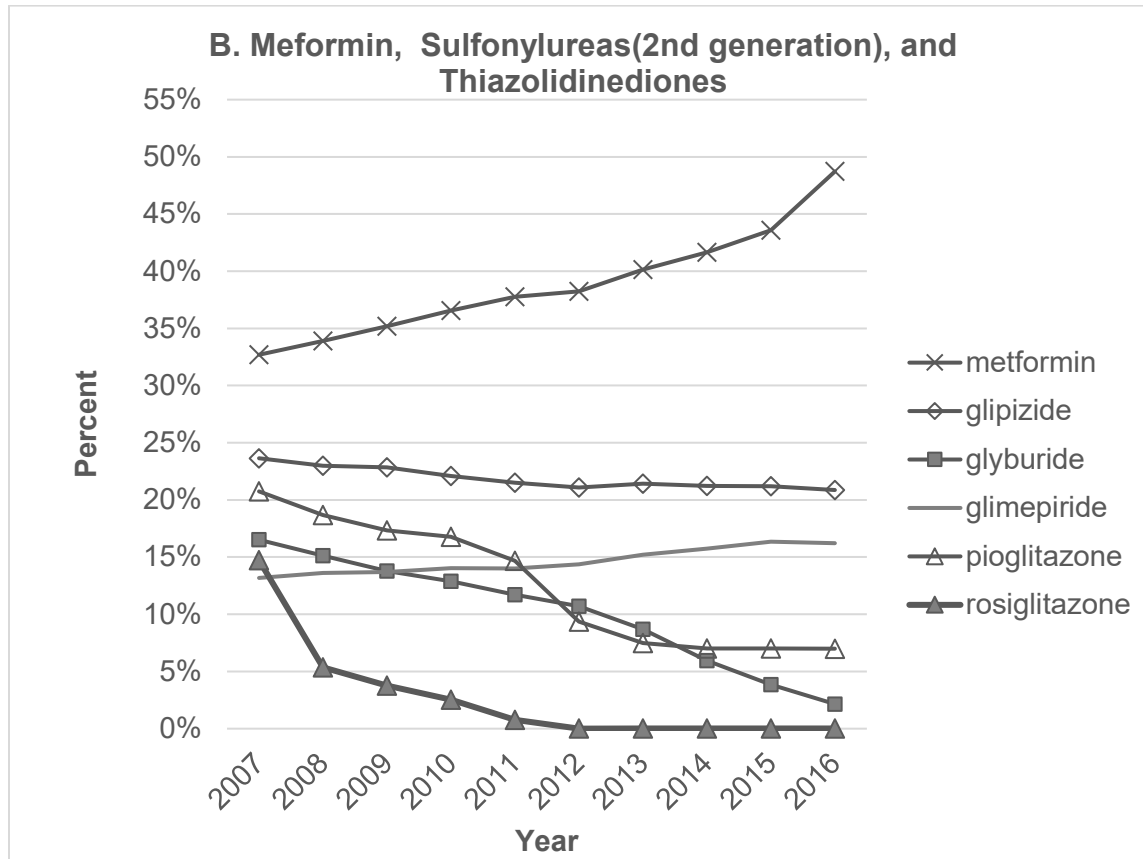 B. Meformin, Sulfonylureas(2nd generation), and
Thiazolidinediones
55%
50%
45%
40%
35%
30%
25%
20%
15%
10%
5%
0%
Percent
2007
2008
2009
2010
2011
2012
2013
2014
2015
2016
Year
metformin
glipizide
glyburide
glimepiride
pioglitazone
rosiglitazone